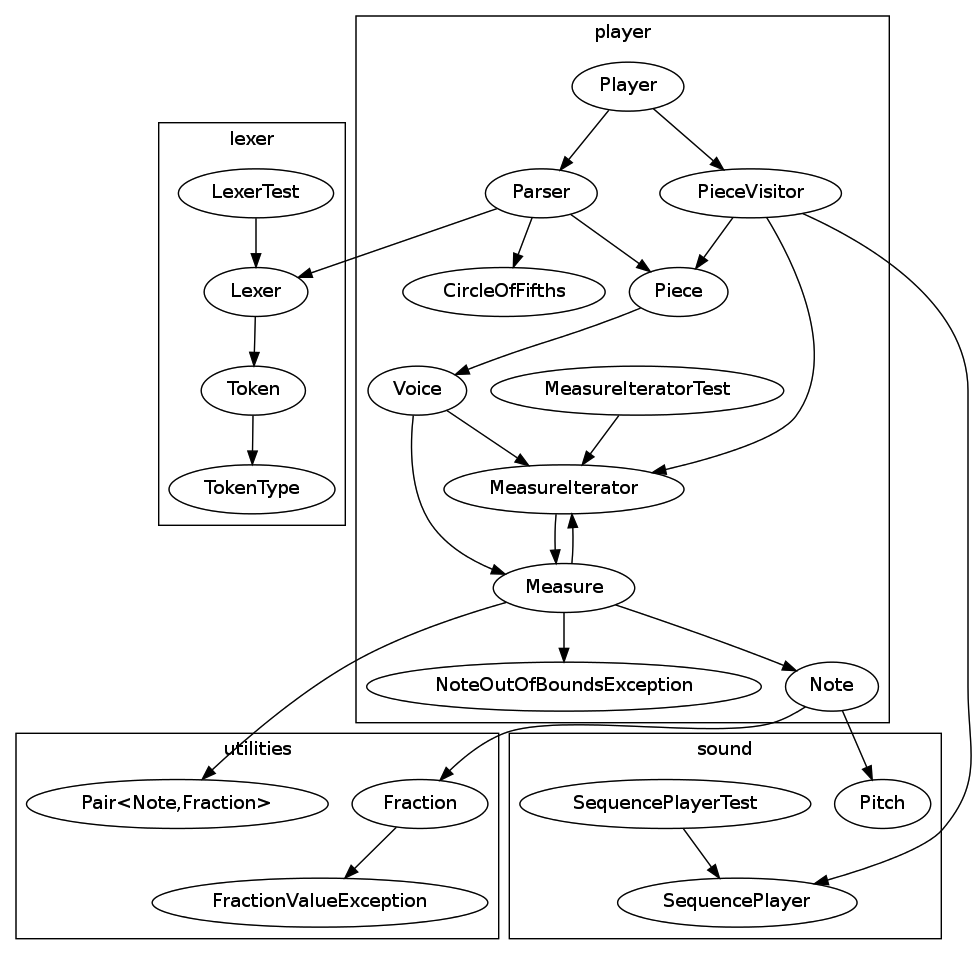 player
Player
lexer
LexerTest
Parser
PieceVisitor
Lexer
CircleOfFifths
Piece
Token
Voice
MeasureIteratorTest
TokenType
MeasureIterator
Measure
NoteOutOfBoundsException
Note
utilities
sound
Pair<Note,Fraction>
Fraction
SequencePlayerTest
Pitch
FractionValueException
SequencePlayer